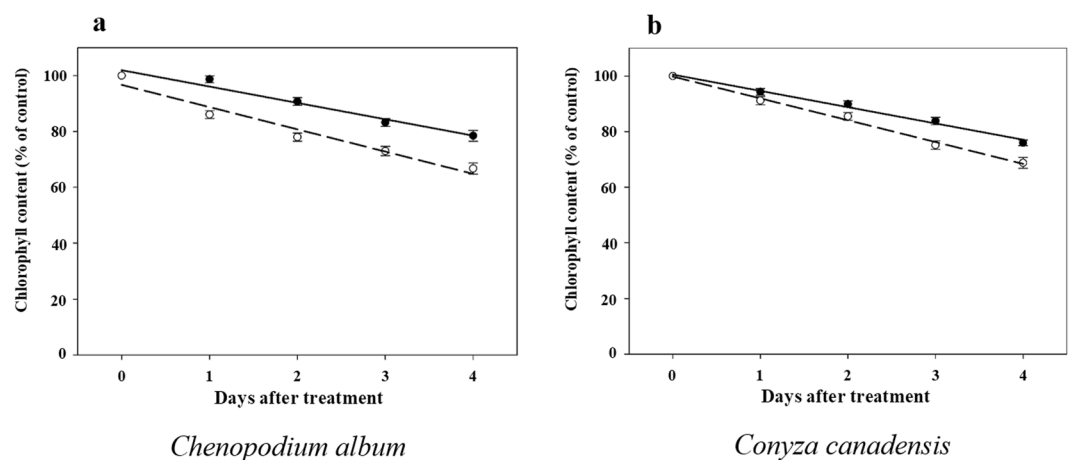 a
Chlorophyll content (% of control)
100
80
60
40
20
0
0 1 2 3 4
Days after treatment
Chenopodium album
b
Chlorophyll content (% of control)
100
80
60
40
20
0
0 1 2 3 4
Days after treatment
Conyza canadensis